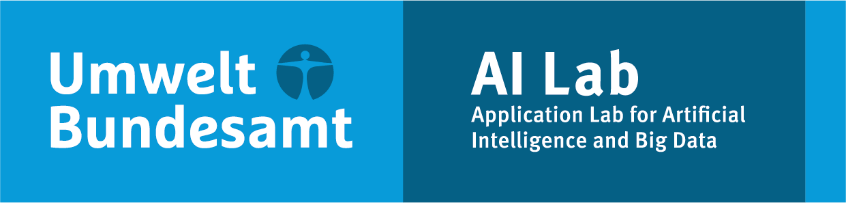 Umwelt
Bundesamt
AI Lab
Application Lab for Artificial
Intelligence and Big Data